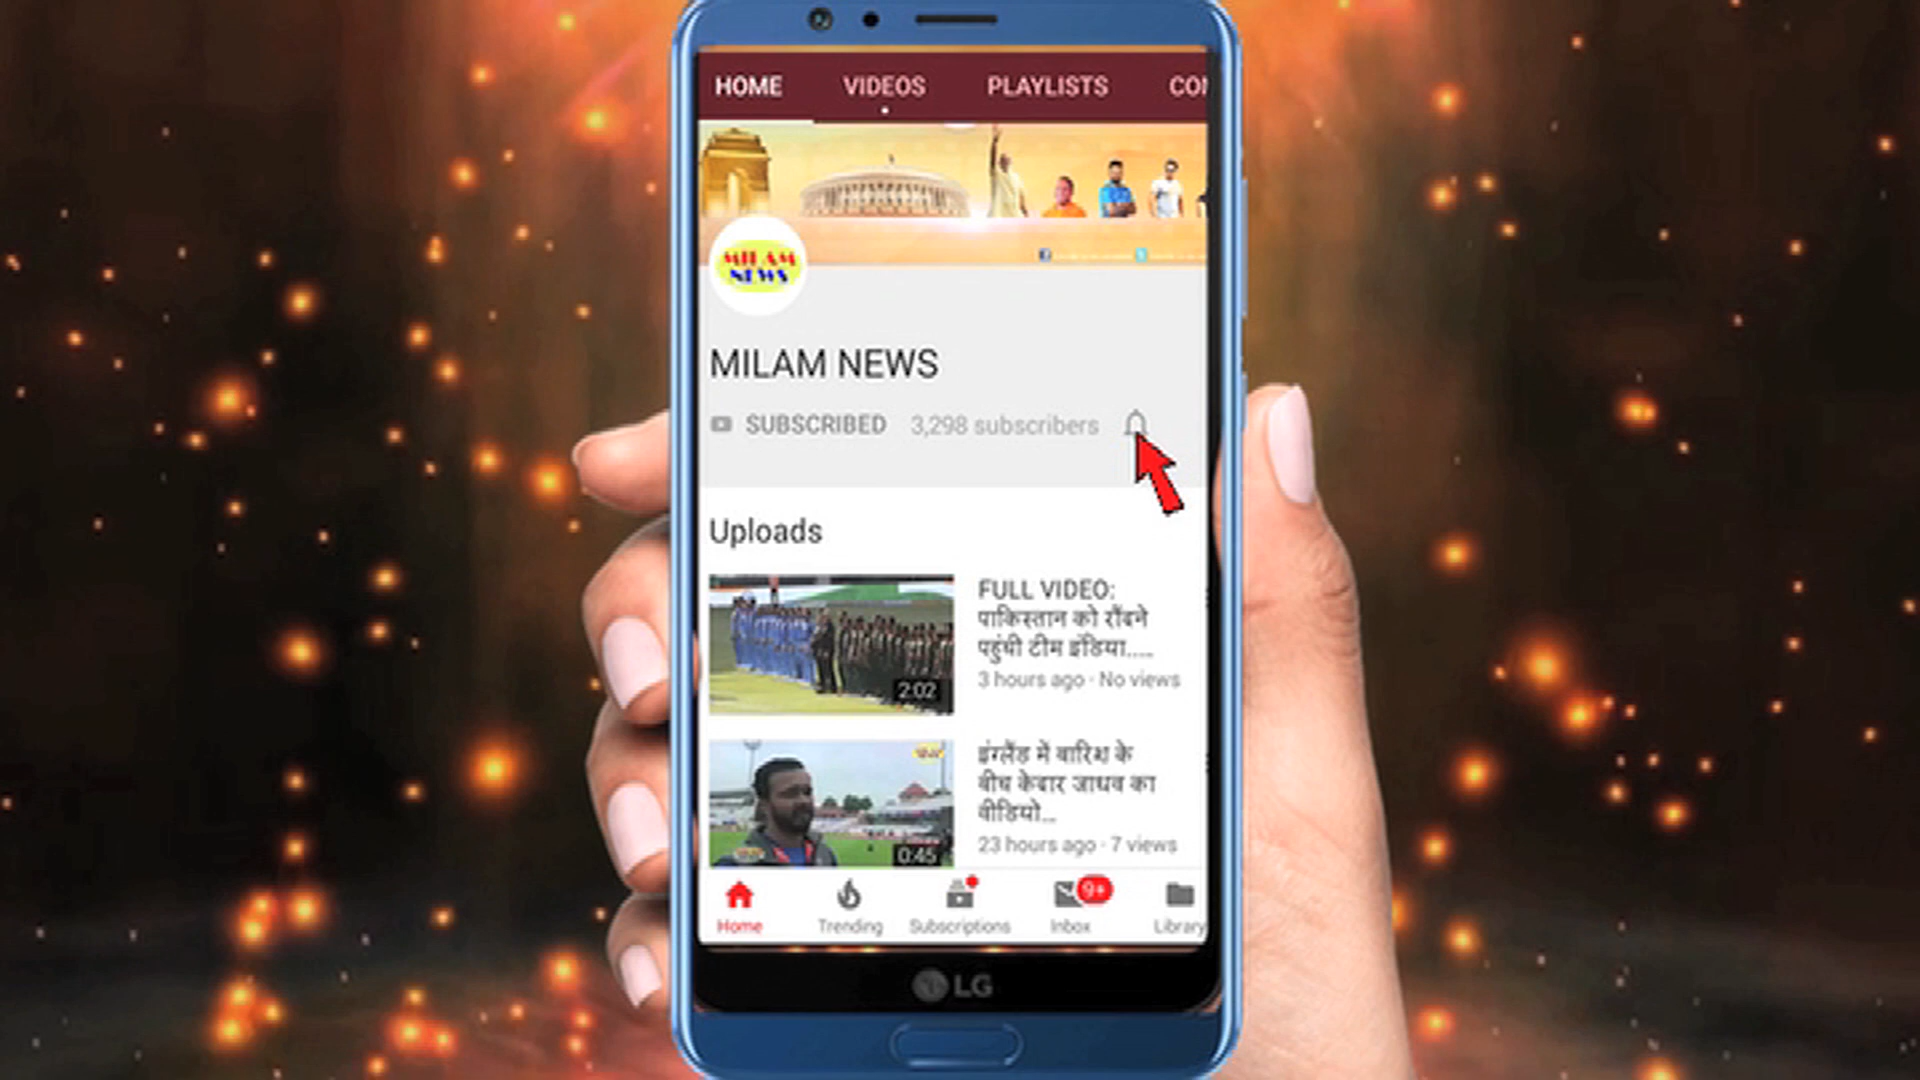 HOME VIDEOS PLAYLISTS CO
MILAM
NEWS
MILAM NEWS
SUBSCRIBED 3,298 subscribers
Uploads
FULL VIDEO:
पाकिस्तान को रौंदने
पहुंची टीम इंडिया.....
3 hours ago · No views
2:02
इंग्लैंड में बारिश के
बीच केदार जाधव का
वीडियो...
23 hours ago · 7 views
0:45
9+
Home Trending Subscriptions Inbox Library
LG